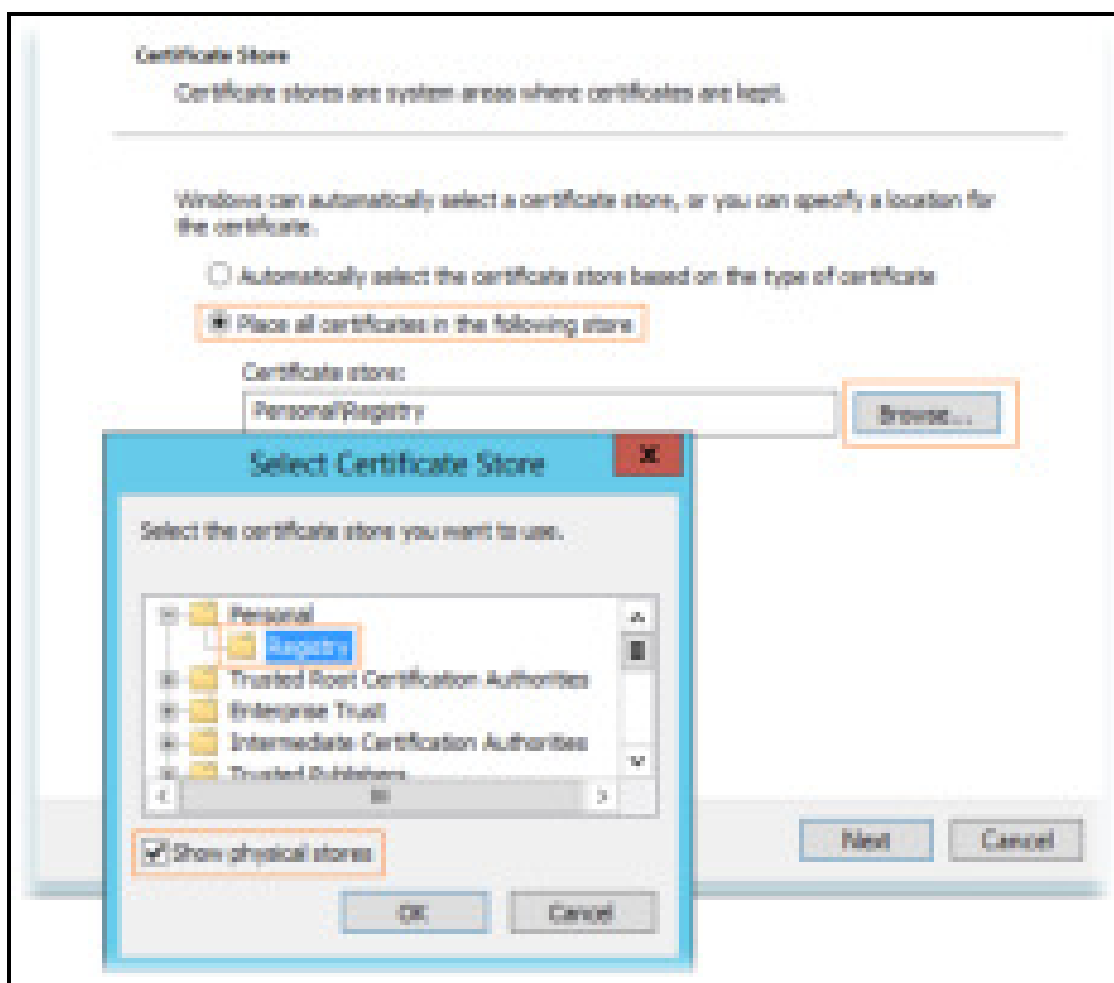 Certificate Store
Certificate stores are system areas where certificates are kept.
Windows can automatically select a certificate store, or you can specify a location for
the certificate.
Automatically select the certificate store based on the type of certificate
Place all certificates in the following store
Certificate store:
Personal\Registry
Browse...
Select Certificate Store
x
Select the certificate store you want to use.
Personal
Registry
Trusted Root Certification Authorities
Enterprise Trust
Intermediate Certification Authorities
Trusted Publishers
Show physical stores
OK
Cancel
Next
Cancel